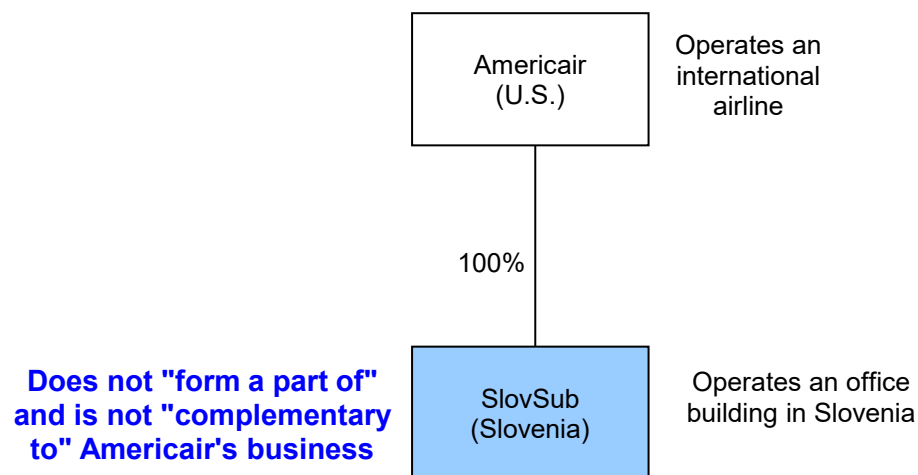 Americair
(U.S.)
Operates an
international
airline
100%
Does not "form a part of"
and is not "complementary
to" Americair's business
SlovSub
(Slovenia)
Operates an office
building in Slovenia